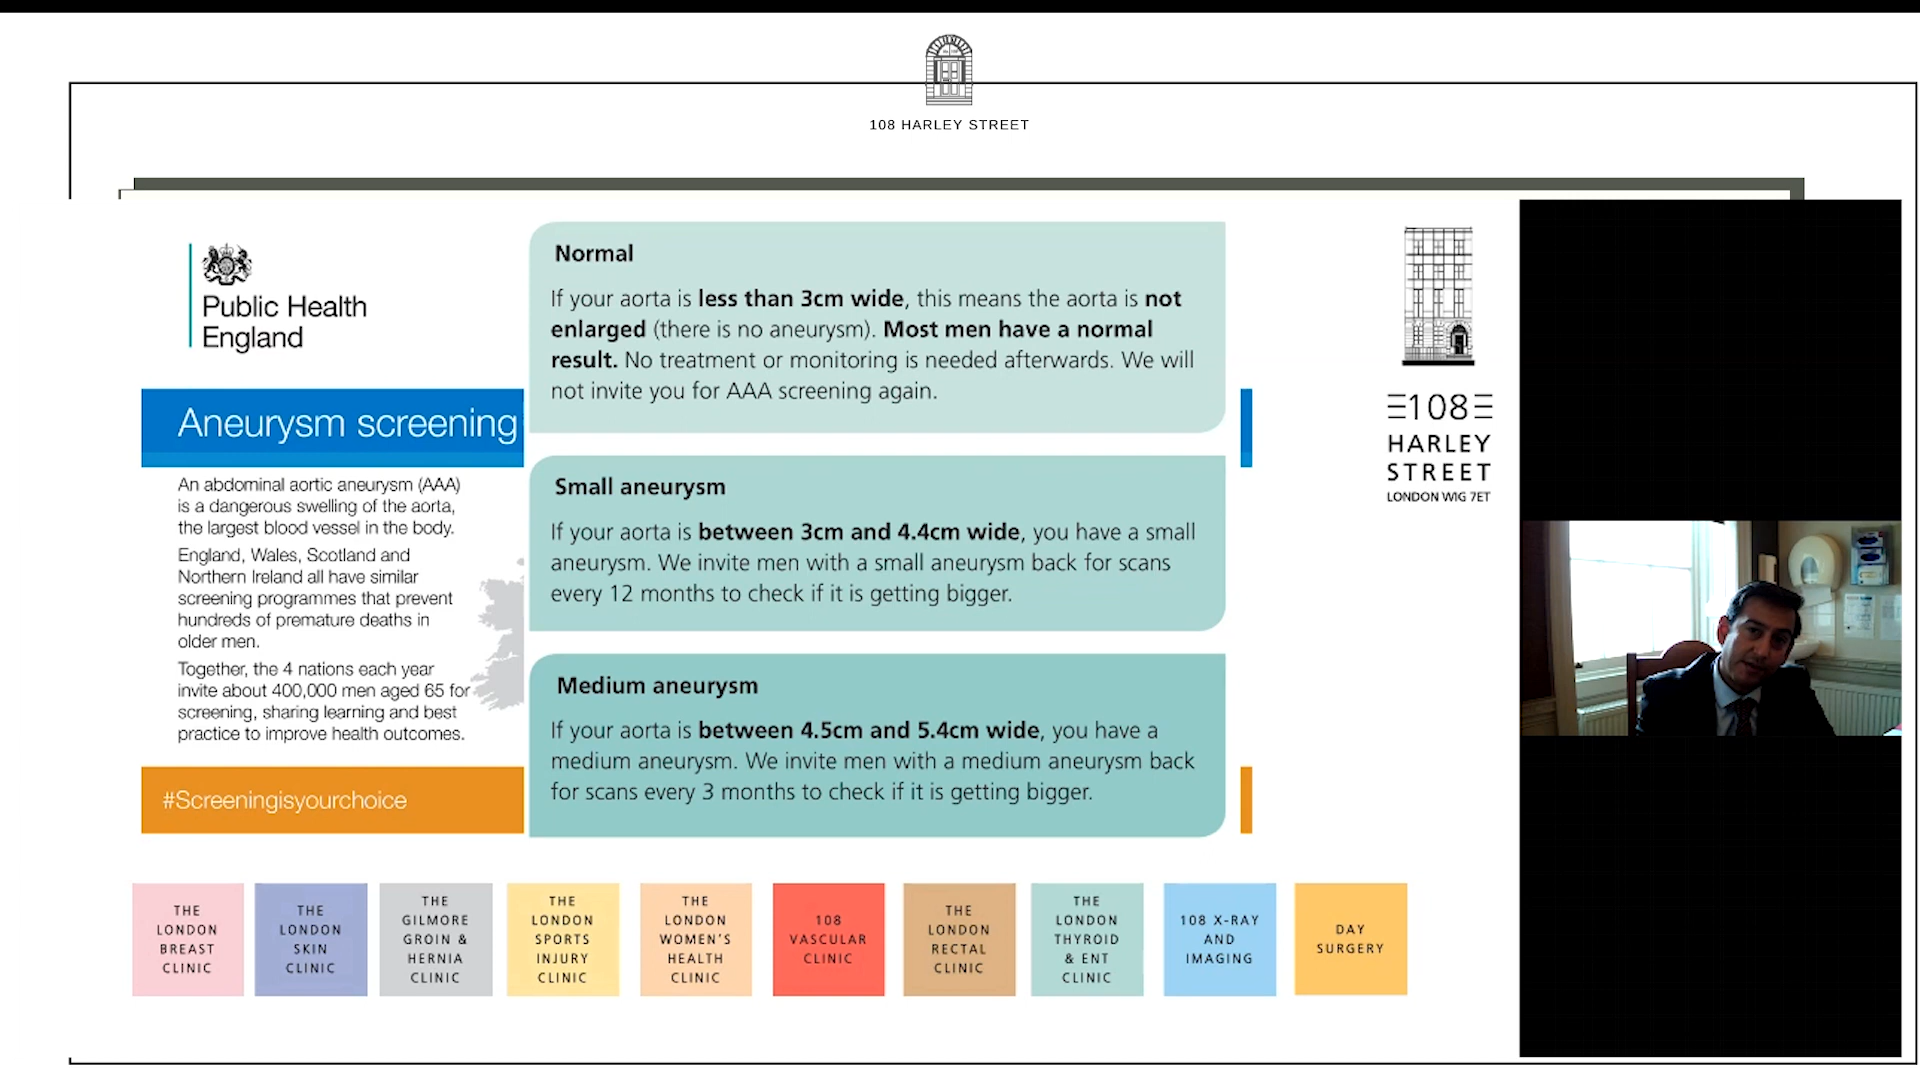 108 HARLEY STREET
Public Health
England
Aneurysm screening
An abdominal aortic aneurysm (AAA)
is a dangerous swelling of the aorta,
the largest blood vessel in the body.
England, Wales, Scotland and
Northern Ireland all have similar
screening programmes that prevent
hundreds of premature deaths in
older men.
Together, the 4 nations each year
invite about 400,000 men aged 65 for
screening, sharing learning and best
practice to improve health outcomes.
#Screeningisyourchoice
Normal
If your aorta is less than 3cm wide, this means the aorta is not
enlarged (there is no aneurysm). Most men have a normal
result. No treatment or monitoring is needed afterwards. We will
not invite you for AAA screening again.
Small aneurysm
If your aorta is between 3cm and 4.4cm wide, you have a small
aneurysm. We invite men with a small aneurysm back for scans
every 12 months to check if it is getting bigger.
Medium aneurysm
If your aorta is between 4.5cm and 5.4cm wide, you have a
medium aneurysm. We invite men with a medium aneurysm back
for scans every 3 months to check if it is getting bigger.
108
HARLEY
STREET
LONDON W1G 7ET
THE
LONDON
BREAST
CLINIC
THE
LONDON
SKIN
CLINIC
THE
GILMORE
GROIN &
HERNIA
CLINIC
THE
LONDON
SPORTS
INJURY
CLINIC
THE
LONDON
WOMEN'S
HEALTH
CLINIC
108
VASCULAR
CLINIC
THE
LONDON
RECTAL
CLINIC
THE
LONDON
THYROID
& ENT
CLINIC
108 X-RAY
AND
IMAGING
DAY
SURGERY